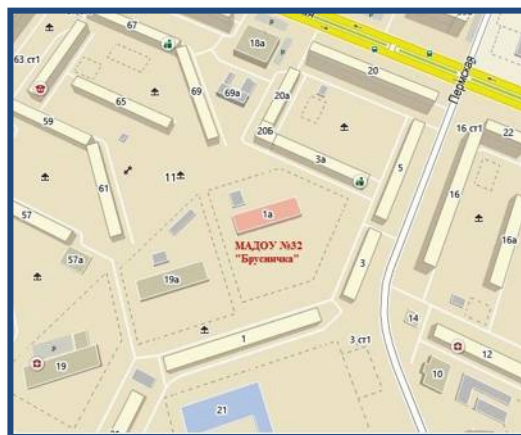 67
63 ст1
18а
20
69
69а
20а
65
20Б
Пермская
59
3а
5
16 ст1
22
61
11
16
1а
57
МАДОУ №32
"Брусничка"
16а
57а
19а
3
14
1
3 ст1
12
19
10
21